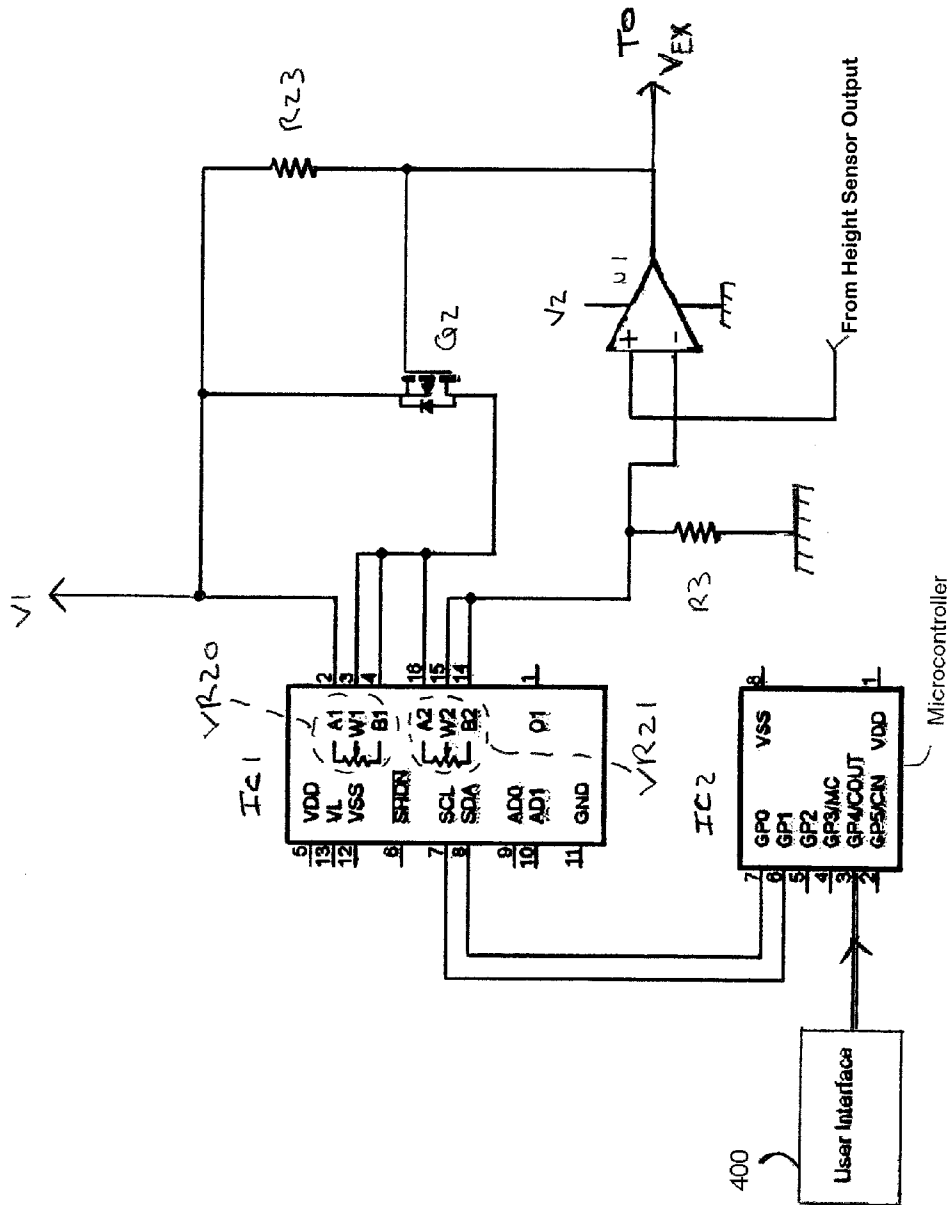 V1
R23
TO
VEX
Q2
V2
U1
+
-
From Height Sensor Output
R3
VR20
IC1
5
13
12
6
7
8
9
10
11
VDD
VL
VSS
SHDN
SCL
SDA
AD0
AD1
GND
A1
W1
B1
A2
W2
B2
O1
2
3
4
16
15
14
1
VR21
IC2
7
6
5
4
3
2
GP0
GP1
GP2
GP3/MC
GP4/COUT
GP5/CIN
VSS
VDD
8
1
Microcontroller
User Interface
400